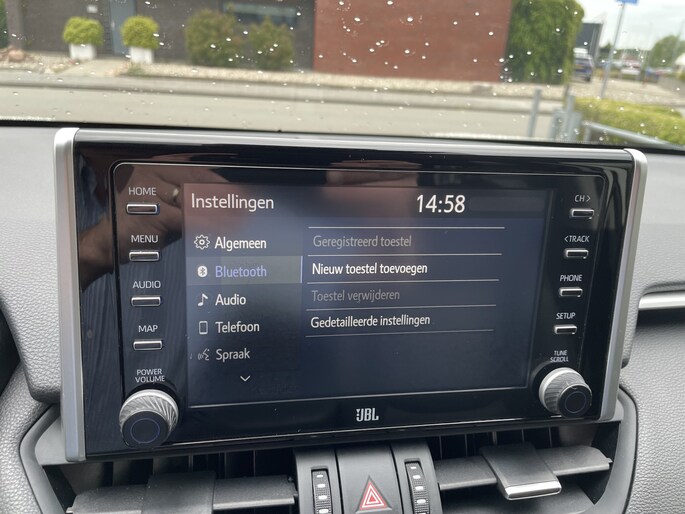 HOME
MENU
AUDIO
MAP
POWER
VOLUME
Instellingen
14:58
Algemeen
Bluetooth
Audio
Telefoon
Spraak
Geregistreerd toestel
Nieuw toestel toevoegen
Toestel verwijderen
Gedetailleerde instellingen
CH >
< TRACK
PHONE
SETUP
TUNE
SCROLL
JBL